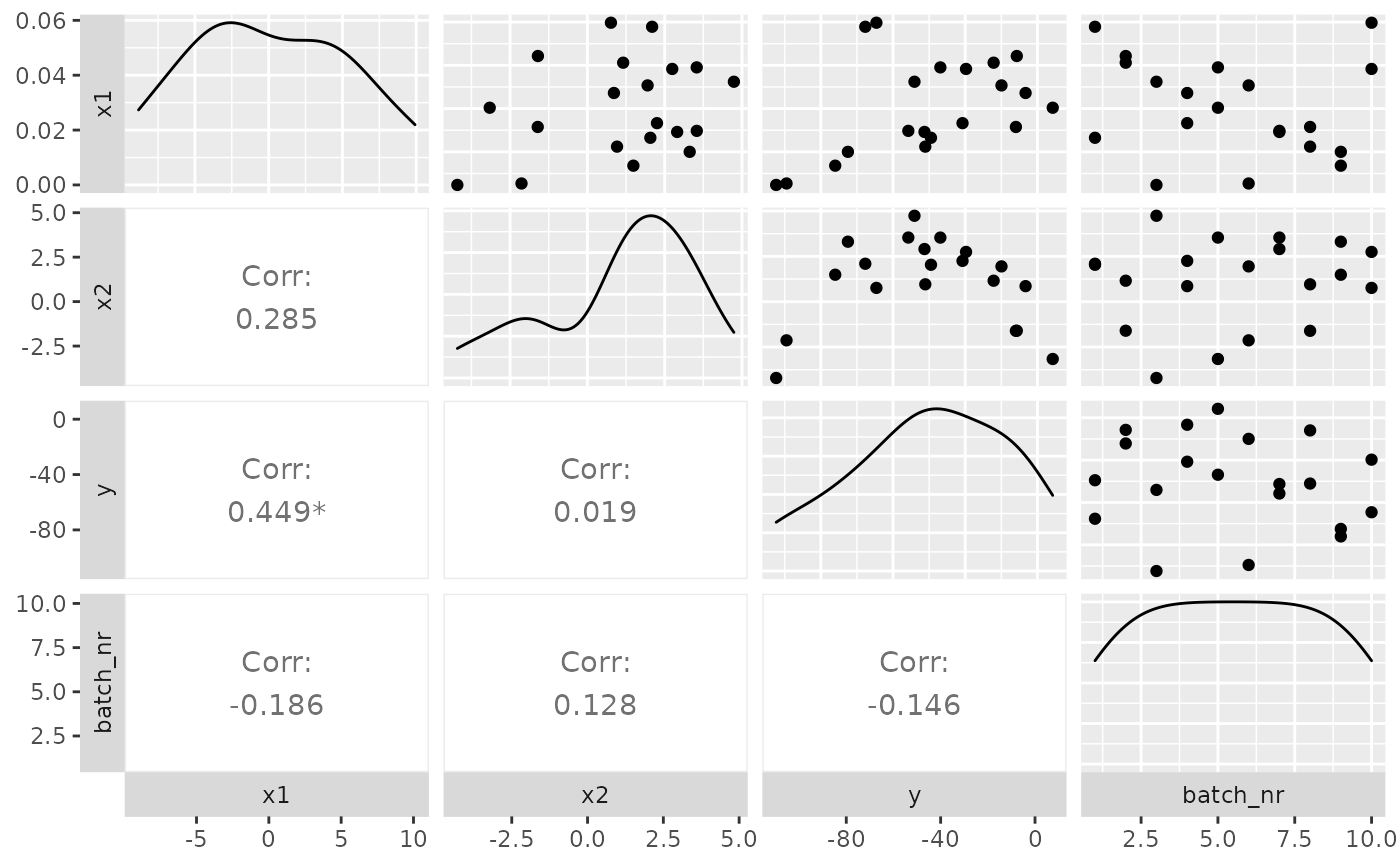 0.06
0.04
0.02
0.00
x1
5.0
2.5
0.0
-2.5
x2
Corr:
0.285
0
-40
-80
y
Corr:
0.449*
Corr:
0.019
10.0
7.5
5.0
2.5
batch_nr
Corr:
-0.186
Corr:
0.128
Corr:
-0.146
x1 x2 y batch_nr
-5 0 5 10 -2.5 0.0 2.5 5.0 -80 -40 0 2.5 5.0 7.5 10.0